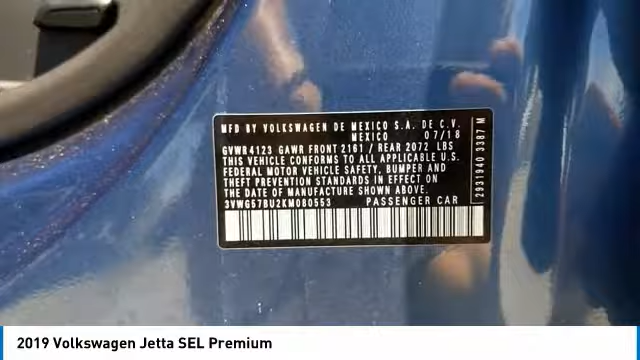 MFD BY VOLKSWAGEN DE MEXICO S.A. DE C.V.
MEXICO 07/18
GVWR 4123 GAWR FRONT 2161 / REAR 2072 LBS
THIS VEHICLE CONFORMS TO ALL APPLICABLE U.S.
FEDERAL MOTOR VEHICLE SAFETY, BUMPER AND
THEFT PREVENTION STANDARDS IN EFFECT ON
THE DATE OF MANUFACTURE SHOWN ABOVE.
3VWG57BU2KM080553 PASSENGER CAR
2931940 3387 M
2019 Volkswagen Jetta SEL Premium